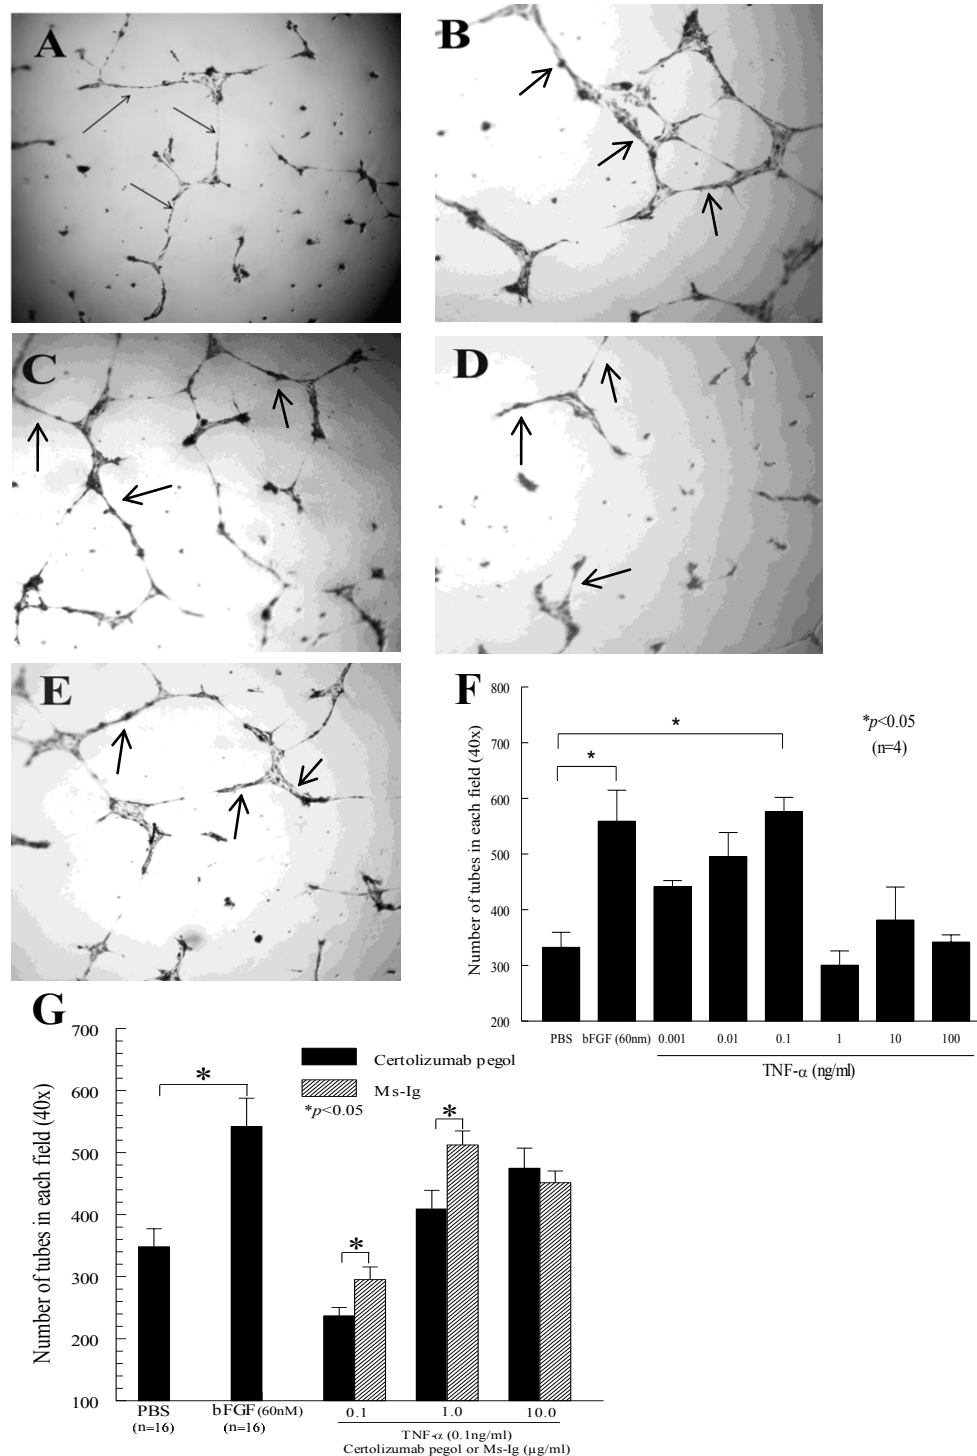 A
B
C
D
E
F
800
700
600
500
400
300
200
Number of tubes in each field (40x)
*
*
*p<0.05
(n=4)
PBS
bFGF (60nm)
0.001
0.01
0.1
1
10
100
TNF-α (ng/ml)
G
700
600
500
400
300
200
100
Number of tubes in each field (40x)
Certolizumab pegol
Ms-Ig
*p<0.05
*
*
*
PBS
(n=16)
bFGF (60nM)
(n=16)
0.1
1.0
10.0
TNF-α (0.1ng/ml)
Certolizumab pegol or Ms-Ig (μg/ml)